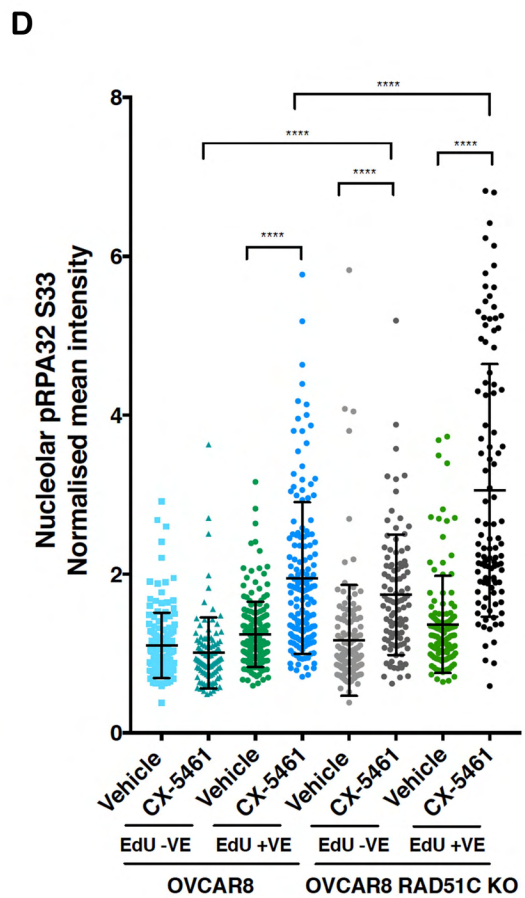 D
****
****
****
****
****
8
6
4
2
0
Nucleolar pRPA32 S33
Normalised mean intensity
Vehicle
CX-5461
Vehicle
CX-5461
Vehicle
CX-5461
Vehicle
CX-5461
EdU -VE
EdU +VE
EdU -VE
EdU +VE
OVCAR8
OVCAR8 RAD51C KO